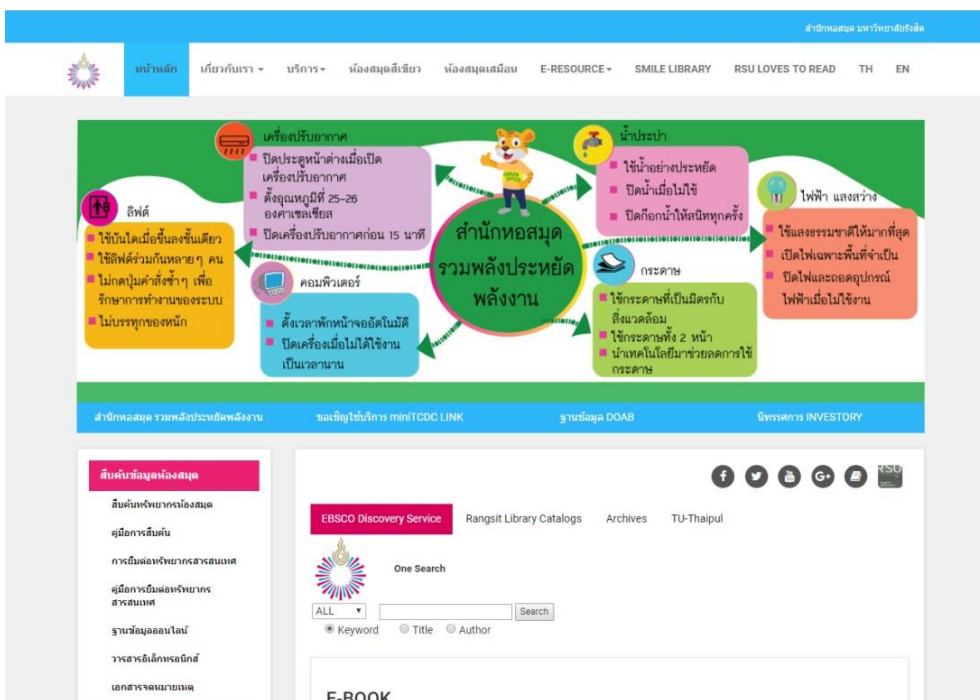 สำนักหอสมุด มหาวิทยาลัยรังสิต
หน้าหลัก เกี่ยวกับเรา บริการ ห้องสมุดสีเขียว ห้องสมุดเสมือน E-RESOURCE SMILE LIBRARY RSU LOVES TO READ TH EN
เครื่องปรับอากาศ
ปิดประตูหน้าต่างเมื่อเปิด
เครื่องปรับอากาศ
ตั้งอุณหภูมิที่ 25-26
องศาเซลเซียส
ปิดเครื่องปรับอากาศก่อน 15 นาที
GREEN OFFICE
น้ำประปา
ใช้น้ำอย่างประหยัด
ปิดน้ำเมื่อไม่ใช้
ปิดก๊อกน้ำให้สนิททุกครั้ง
ลิฟต์
ใช้บันไดเมื่อขึ้นลงชั้นเดียว
ใช้ลิฟต์ร่วมกันหลายๆ คน
ไม่กดปุ่มคำสั่งซ้ำๆ เพื่อ
รักษาการทำงานของระบบ
ไม่บรรทุกของหนัก
สำนักหอสมุด
รวมพลังประหยัด
พลังงาน
ไฟฟ้า แสงสว่าง
ใช้แสงธรรมชาติให้มากที่สุด
เปิดไฟเฉพาะพื้นที่จำเป็น
ปิดไฟและถอดอุปกรณ์
ไฟฟ้าเมื่อไม่ใช้งาน
คอมพิวเตอร์
ตั้งเวลาพักหน้าจออัตโนมัติ
ปิดเครื่องเมื่อไม่ได้ใช้งาน
เป็นเวลานาน
กระดาษ
ใช้กระดาษที่เป็นมิตรกับ
สิ่งแวดล้อม
ใช้กระดาษทั้ง 2 หน้า
นำเทคโนโลยีมาช่วยลดการใช้
กระดาษ
สำนักหอสมุด รวมพลังประหยัดพลังงาน ขอเชิญใช้บริการ miniTCDC LINK ฐานข้อมูล DOAB นิทรรศการ INVESTORY
สืบค้นข้อมูลห้องสมุด
สืบค้นทรัพยากรห้องสมุด
คู่มือการสืบค้น
การยืมต่อทรัพยากรสารสนเทศ
คู่มือการยืมต่อทรัพยากร
สารสนเทศ
ฐานข้อมูลออนไลน์
วารสารอิเล็กทรอนิกส์
เอกสารจดหมายเหตุ
RSU
EBSCO Discovery Service Rangsit Library Catalogs Archives TU-Thaipul
One Search
ALL Search
Keyword Title Author
E-BOOK